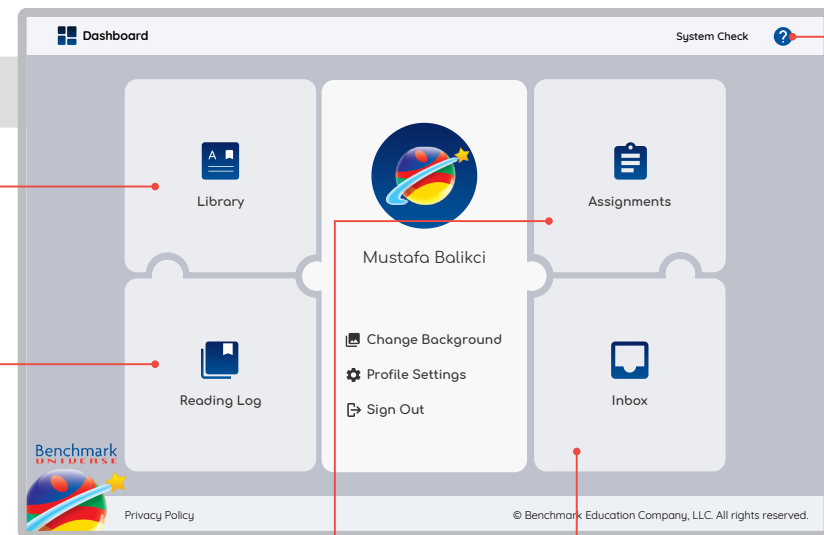 Dashboard
System Check
?
A
Library
Mustafa Balikci
Assignments
Change Background
Profile Settings
Sign Out
Reading Log
Inbox
Benchmark
UNIVERSE
Privacy Policy
© Benchmark Education Company, LLC. All rights reserved.